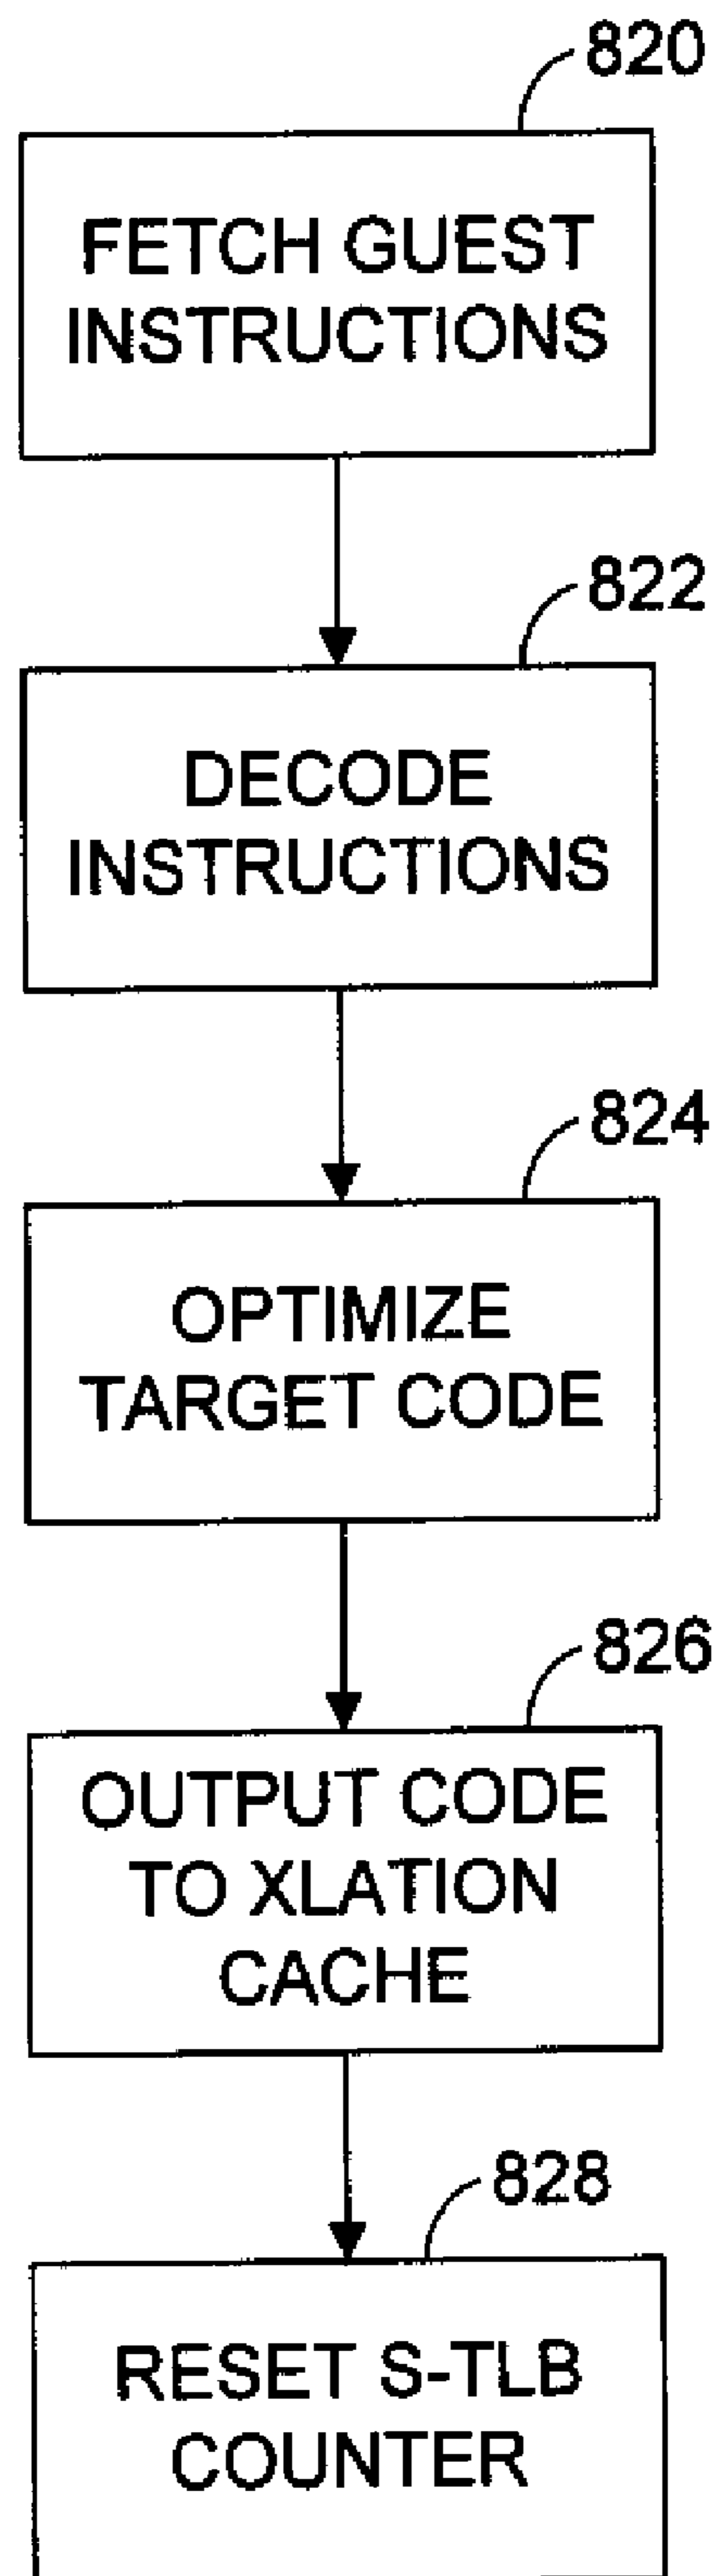 820
FETCH GUEST
INSTRUCTIONS
822
DECODE
INSTRUCTIONS
824
OPTIMIZE
TARGET CODE
826
OUTPUT CODE
TO XLATION
CACHE
828
RESET S-TLB
COUNTER